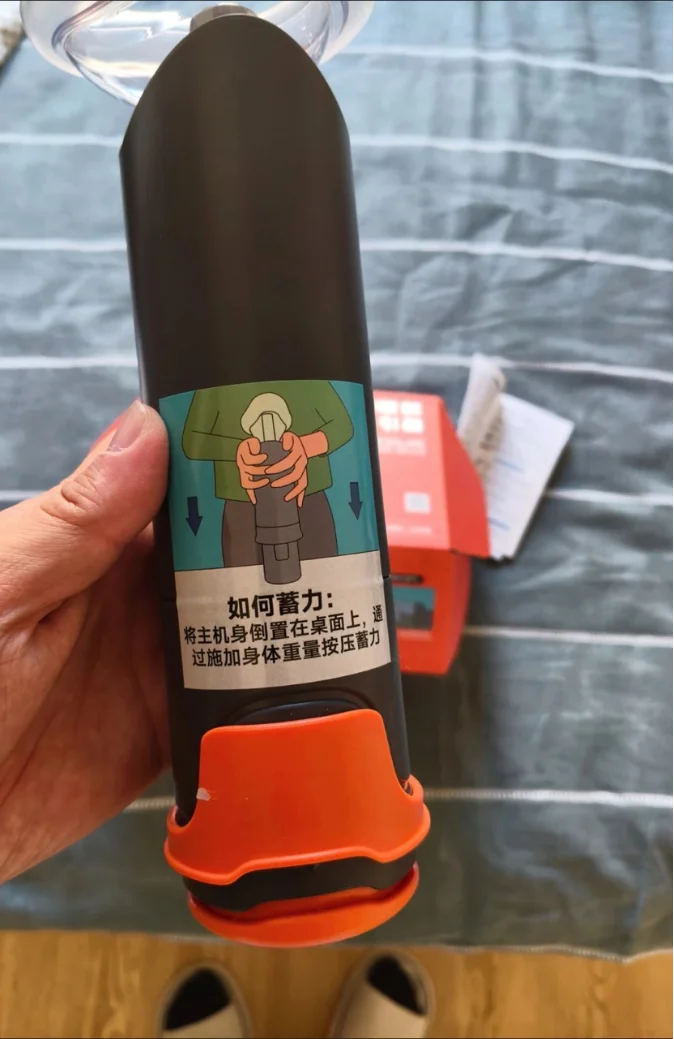 如何蓄力：
将主机身倒置在桌面上，通
过施加身体重量按压蓄力